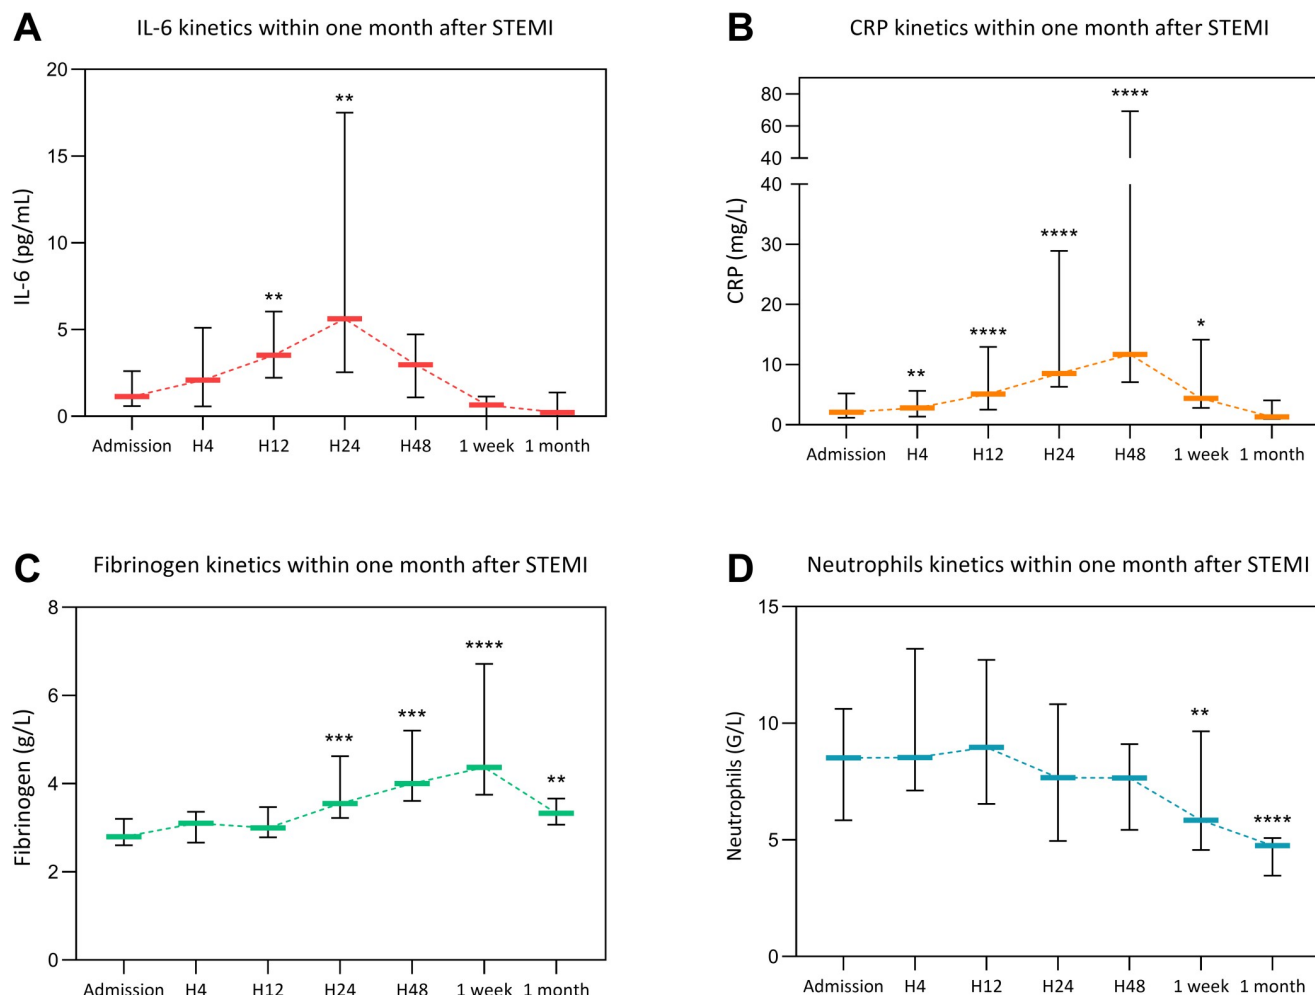 A IL-6 kinetics within one month after STEMI
IL-6 (pg/mL)
20
15
10
5
0
**
**
Admission H4 H12 H24 H48 1 week 1 month
B CRP kinetics within one month after STEMI
CRP (mg/L)
80
60
40
40
30
20
10
0
****
****
****
**
*
Admission H4 H12 H24 H48 1 week 1 month
C Fibrinogen kinetics within one month after STEMI
Fibrinogen (g/L)
8
6
4
2
0
****
***
***
**
Admission H4 H12 H24 H48 1 week 1 month
D Neutrophils kinetics within one month after STEMI
Neutrophils (G/L)
15
10
5
0
**
****
Admission H4 H12 H24 H48 1 week 1 month